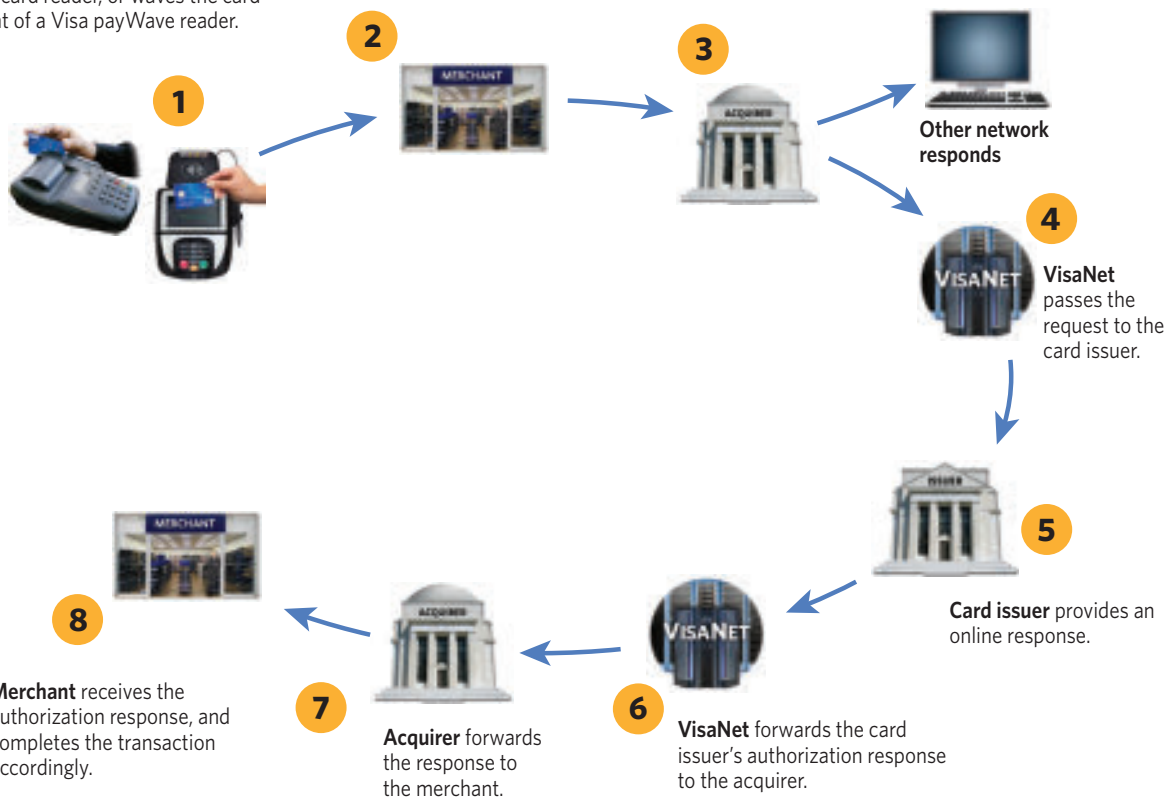 card reader, or waves the card
of a Visa payWave reader.
1
2
MERCHANT
3
ACQUIRER
Other network
responds
4
VISANET
VisaNet
passes the
request to the
card issuer.
ISSUER
5
Card issuer provides an
online response.
VISANET
6
VisaNet forwards the card
issuer's authorization response
to the acquirer.
ACQUIRER
7
Acquirer forwards
the response to
the merchant.
MERCHANT
8
Merchant receives the
authorization response, and
completes the transaction
accordingly.